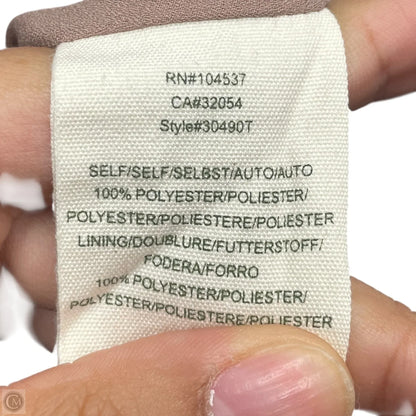 RN#104537
CA#32054
Style#30490T
SELF/SELF/SELBST/AUTO/AUTO
100% POLYESTER/POLIESTER/
POLYESTER/POLIESTERE/POLIESTER
LINING/DOUBLURE/FUTTERSTOFF/
FODERA/FORRO
100% POLYESTER/POLIESTER/
POLYESTER/POLIESTERE/POLIESTER